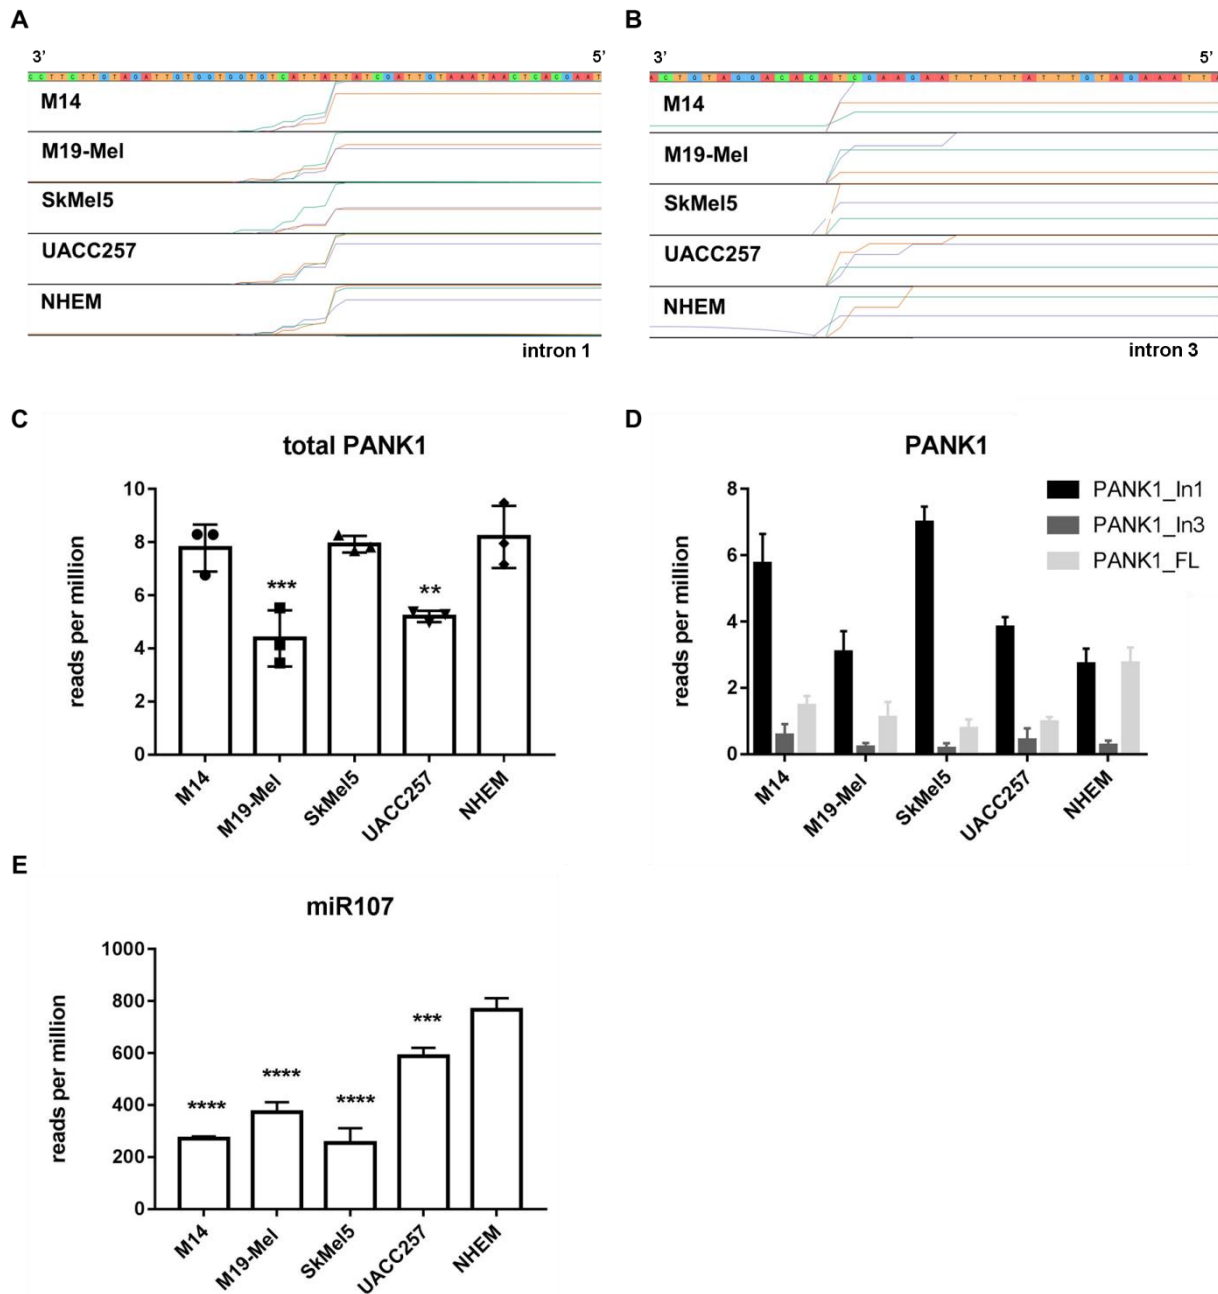 A
B
3’ 5’
3’ 5’
M14
M19-Mel
SkMel5
UACC257
NHEM
intron 1
M14
M19-Mel
SkMel5
UACC257
NHEM
intron 3
C
total PANK1
reads per million
10
8
6
4
2
0
***
**
M14
M19-Mel
SkMel5
UACC257
NHEM
D
PANK1
reads per million
8
6
4
2
0
PANK1_In1
PANK1_In3
PANK1_FL
M14
M19-Mel
SkMel5
UACC257
NHEM
E
miR107
reads per million
1000
800
600
400
200
0
****
****
****
***
M14
M19-Mel
SkMel5
UACC257
NHEM